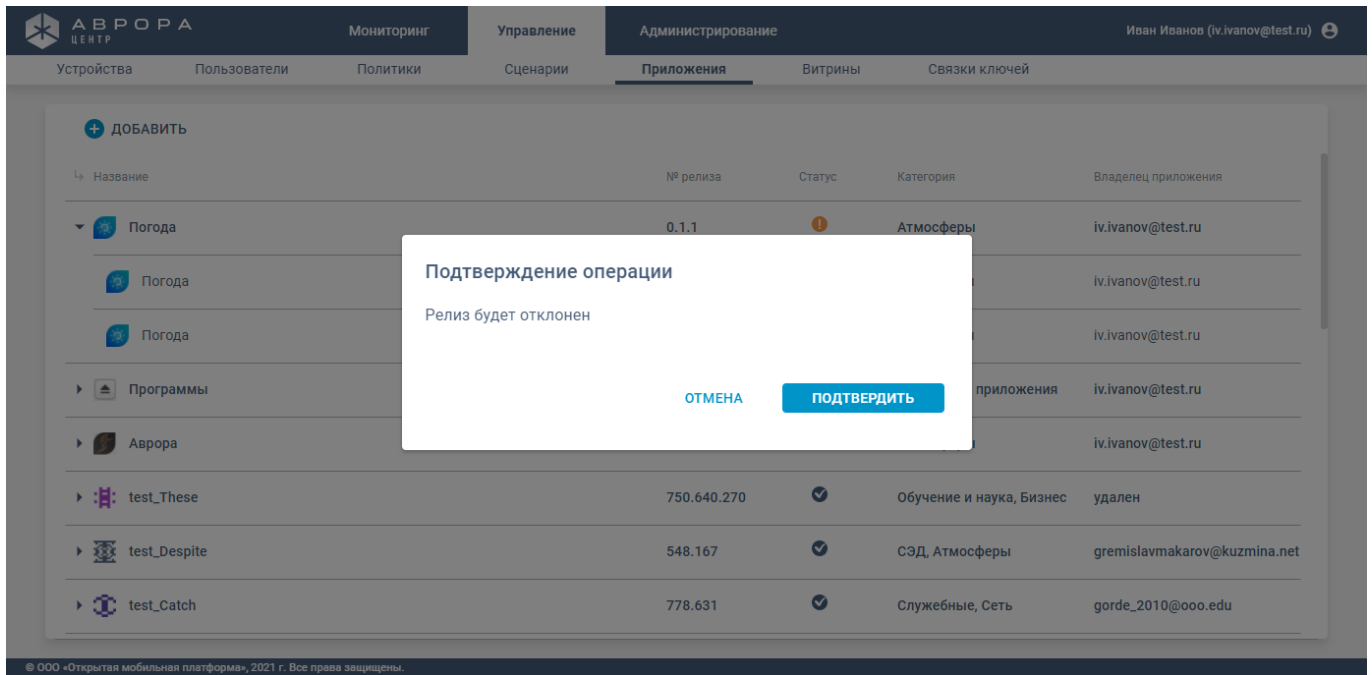 АВРОРА
ЦЕНТР
Мониторинг
Управление
Администрирование
Иван Иванов (iv.ivanov@test.ru)
Устройства
Пользователи
Политики
Сценарии
Приложения
Витрины
Связки ключей
ДОБАВИТЬ
Название
№ релиза
Статус
Категория
Владелец приложения
Погода
0.1.1
Атмосферы
iv.ivanov@test.ru
Погода
iv.ivanov@test.ru
Погода
iv.ivanov@test.ru
Подтверждение операции
Релиз будет отклонен
ОТМЕНА
ПОДТВЕРДИТЬ
Программы
приложения
iv.ivanov@test.ru
Аврора
iv.ivanov@test.ru
test_These
750.640.270
Обучение и наука, Бизнес
удален
test_Despite
548.167
СЭД, Атмосферы
gremislavmakarov@kuzmina.net
test_Catch
778.631
Служебные, Сеть
gorde_2010@ooo.edu
© ООО «Открытая мобильная платформа», 2021 г. Все права защищены.